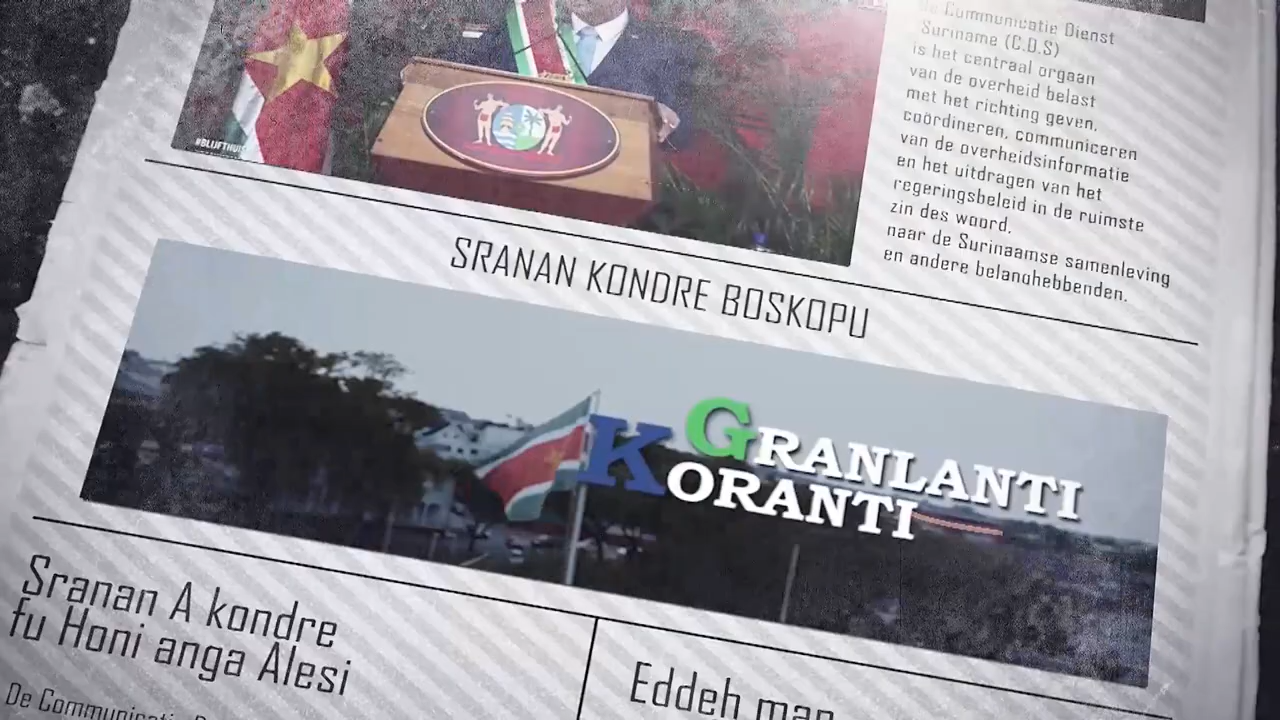 de Communicatie Dienst
Suriname (C.D.S)
is het centraal orgaan
van de overheid belast
met het richting geven,
coördineren, communiceren
van de overheidsinformatie
en het uitdragen van het
regeringsbeleid in de ruimste
zin des woord.
naar de Surinaamse samenleving
en andere belanghebbenden.
SRANAN KONDRE BOSKOPU
GRANLANTI
KORANTI
Sranan A kondre
fu Honi anga Alesi
De
Eddeh man